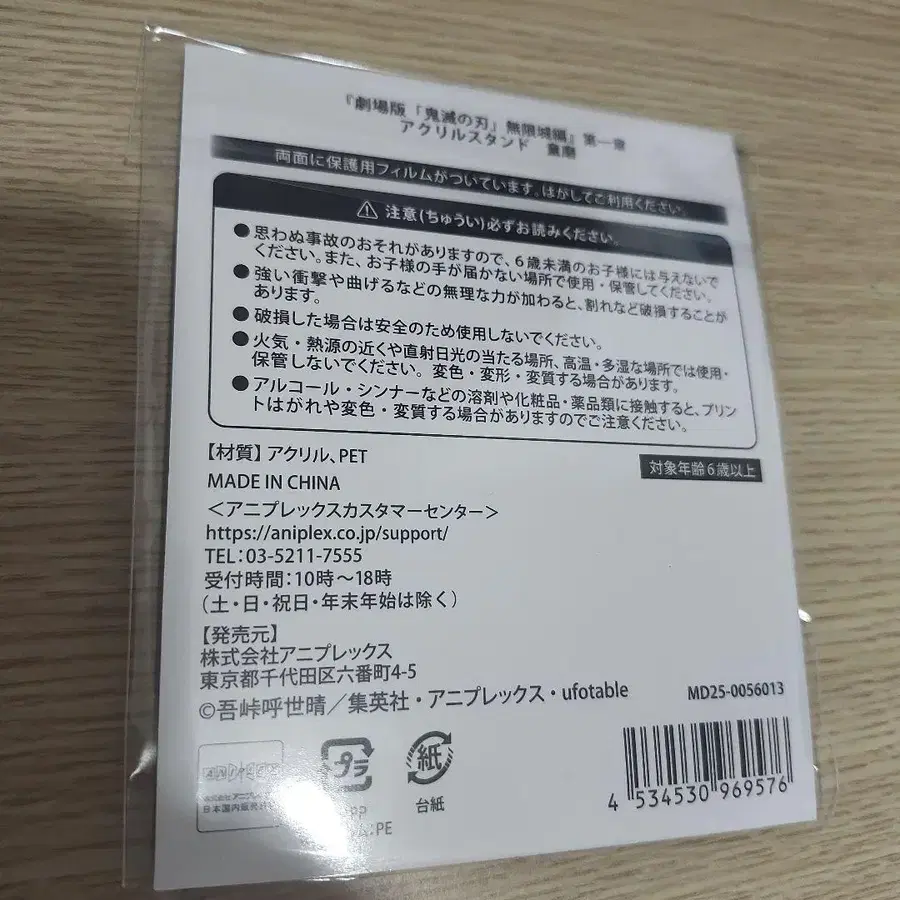 『劇場版「鬼滅の刃」無限城編』第一章
アクリルスタンド 童磨
両面に保護用フィルムがついています。はがしてご利用ください。
注意(ちゅうい)必ずお読みください。
● 思わぬ事故のおそれがありますので、6歳未満のお子様には与えないで
ください。また、お子様の手が届かない場所で使用・保管してください。
● 強い衝撃や曲げるなどの無理な力が加わると、割れなど破損することが
あります。
● 破損した場合は安全のため使用しないでください。
● 火気・熱源の近くや直射日光の当たる場所、高温・多湿な場所では使用・
保管しないでください。変色・変形・変質する場合があります。
● アルコール・シンナーなどの溶剤や化粧品・薬品類に接触すると、プリン
トはがれや変色・変質する場合がありますのでご注意ください。
【材質】アクリル、PET
対象年齢6歳以上
MADE IN CHINA
＜アニプレックスカスタマーセンター＞
https://aniplex.co.jp/support/
TEL:03-5211-7555
受付時間:10時～18時
(土・日・祝日・年末年始は除く)
【発売元】
株式会社アニプレックス
東京都千代田区六番町4-5
©吾峠呼世晴／集英社・アニプレックス・ufotable
MD25-0056013
株式会社アニプレ
日本国内販売
プラ
PP
:PE
紙
台紙
4 534530 969576